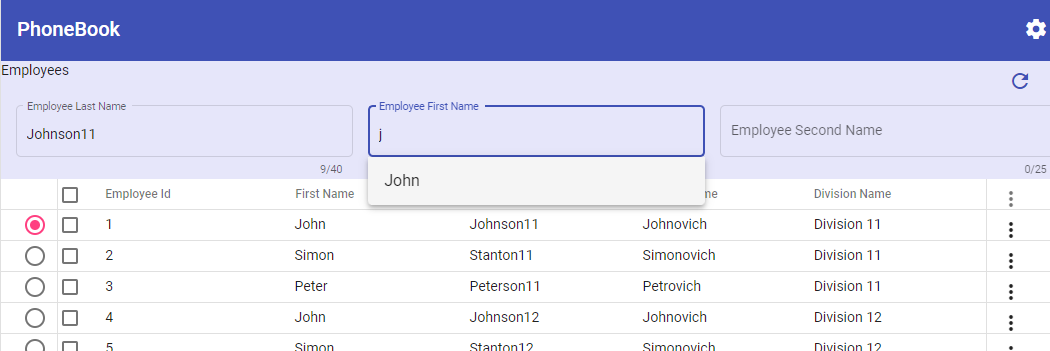 PhoneBook
Employees
Employee Last Name Employee First Name
Johnson11 j Employee Second Name
9/40 0/25
John
Employee Id First Name me Division Name
1 John Johnson11 Johnovich Division 11
2 Simon Stanton11 Simonovich Division 11
3 Peter Peterson11 Petrovich Division 11
4 John Johnson12 Johnovich Division 12
5 Simon Stanton12 Simonovich Division 12